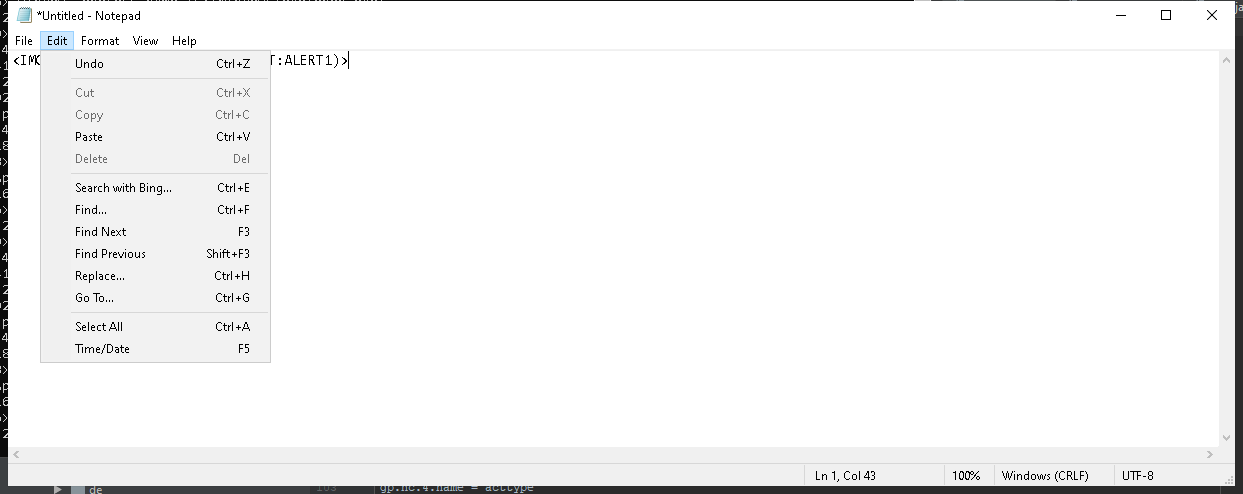 *Untitled - Notepad
File Edit Format View Help
<IM
T:ALERT1)>
Undo Ctrl+Z
Cut Ctrl+X
Copy Ctrl+C
Paste Ctrl+V
Delete Del
Search with Bing... Ctrl+E
Find... Ctrl+F
Find Next F3
Find Previous Shift+F3
Replace... Ctrl+H
Go To... Ctrl+G
Select All Ctrl+A
Time/Date F5
Ln 1, Col 43 100% Windows (CRLF) UTF-8
de gp.nc.4.name = acttype